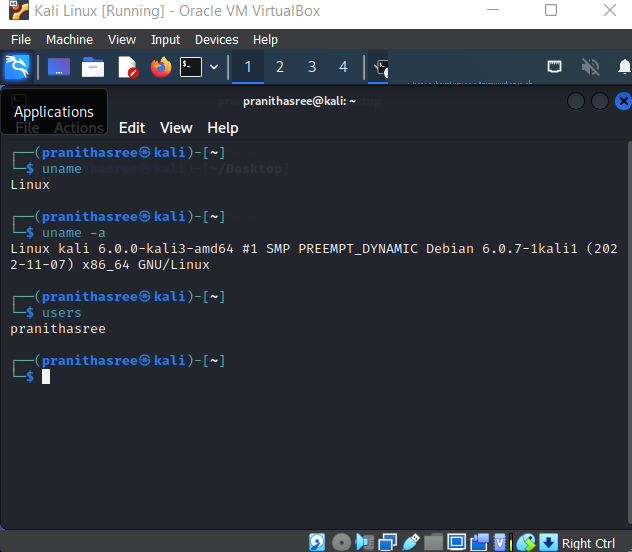 Kali Linux [Running] - Oracle VM VirtualBox
File Machine View Input Devices Help
1 2 3 4
pranithasree@kali: ~
Applications
File Actions Edit View Help
┌──(pranithasree㉿kali)-[~]
└─$ uname
Linux
┌──(pranithasree㉿kali)-[~]
└─$ uname -a
Linux kali 6.0.0-kali3-amd64 #1 SMP PREEMPT_DYNAMIC Debian 6.0.7-1kali1 (202
2-11-07) x86_64 GNU/Linux
┌──(pranithasree㉿kali)-[~]
└─$ users
pranithasree
┌──(pranithasree㉿kali)-[~]
└─$
Right Ctrl